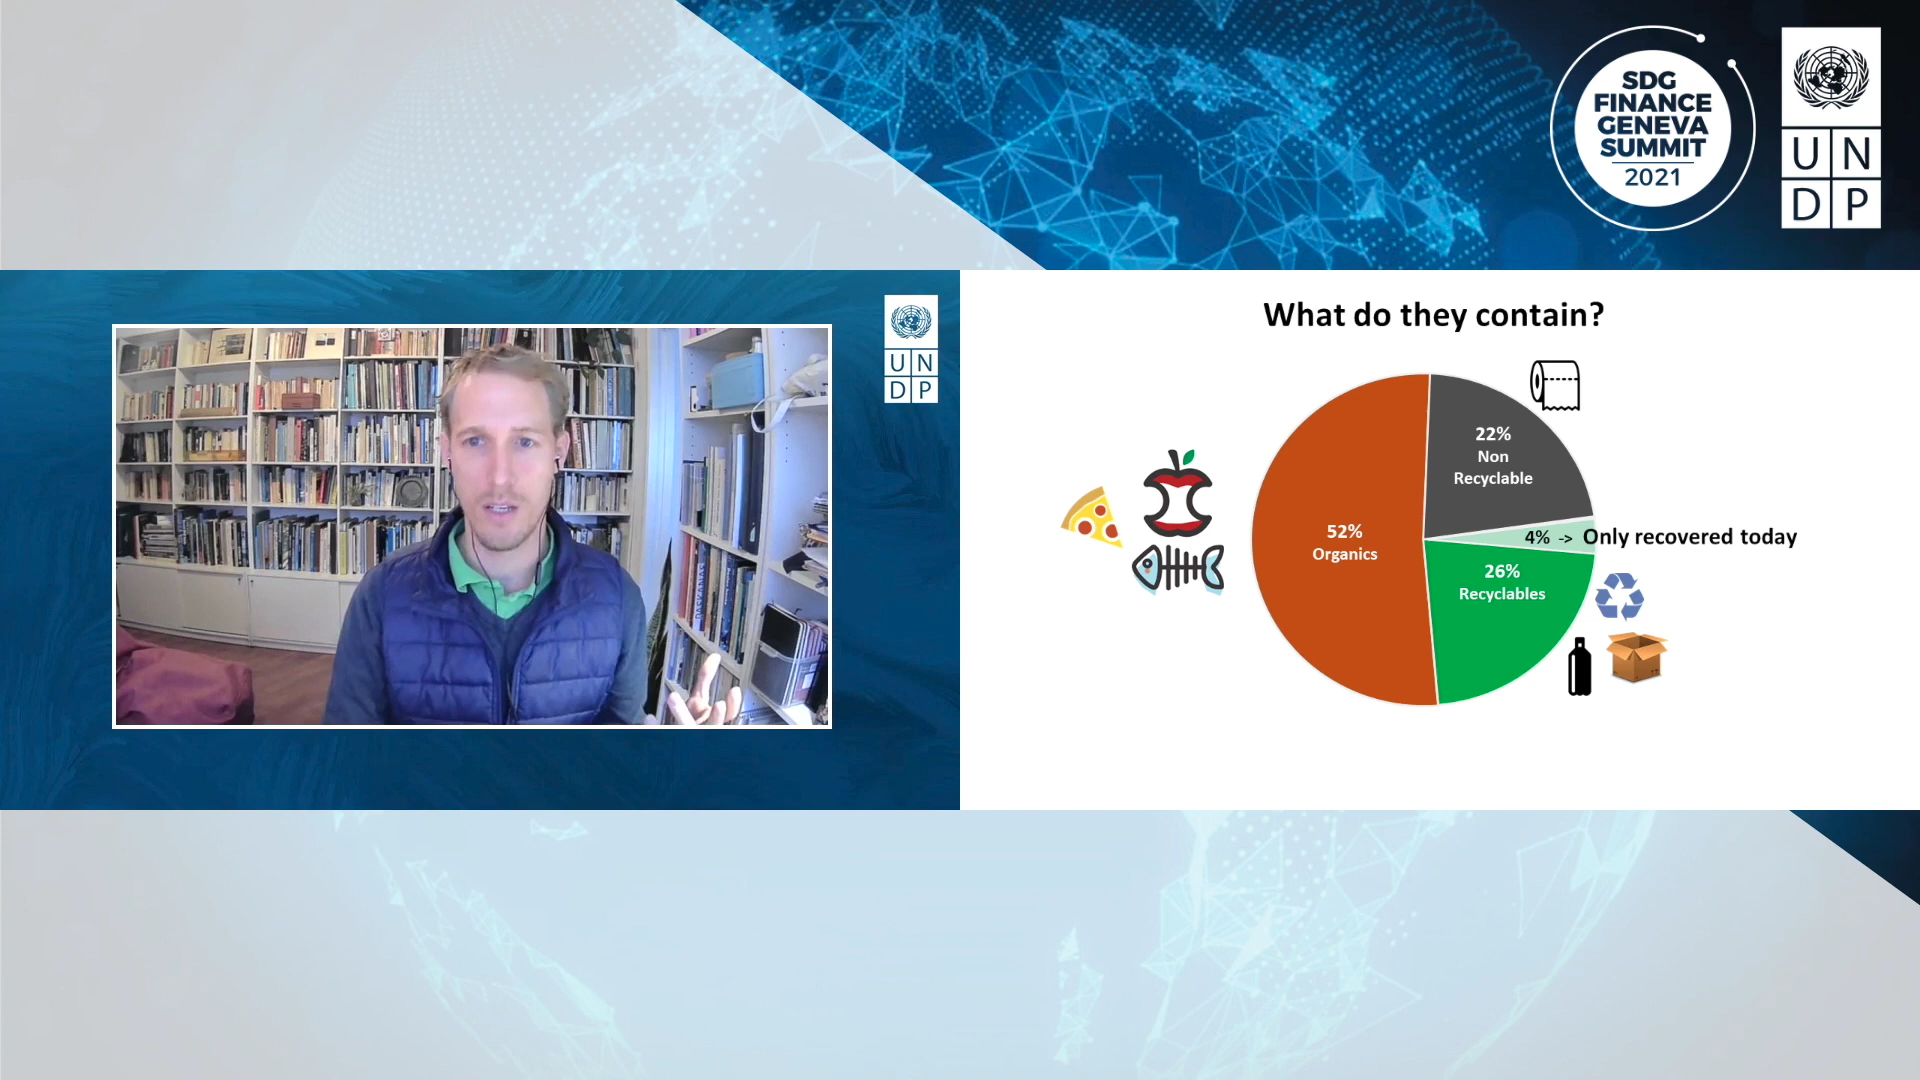 SDG
FINANCE
GENEVA
SUMMIT
2021
U N
D P
U N
D P
What do they contain?
22%
Non
Recyclable
52%
Organics
4% -> Only recovered today
26%
Recyclables